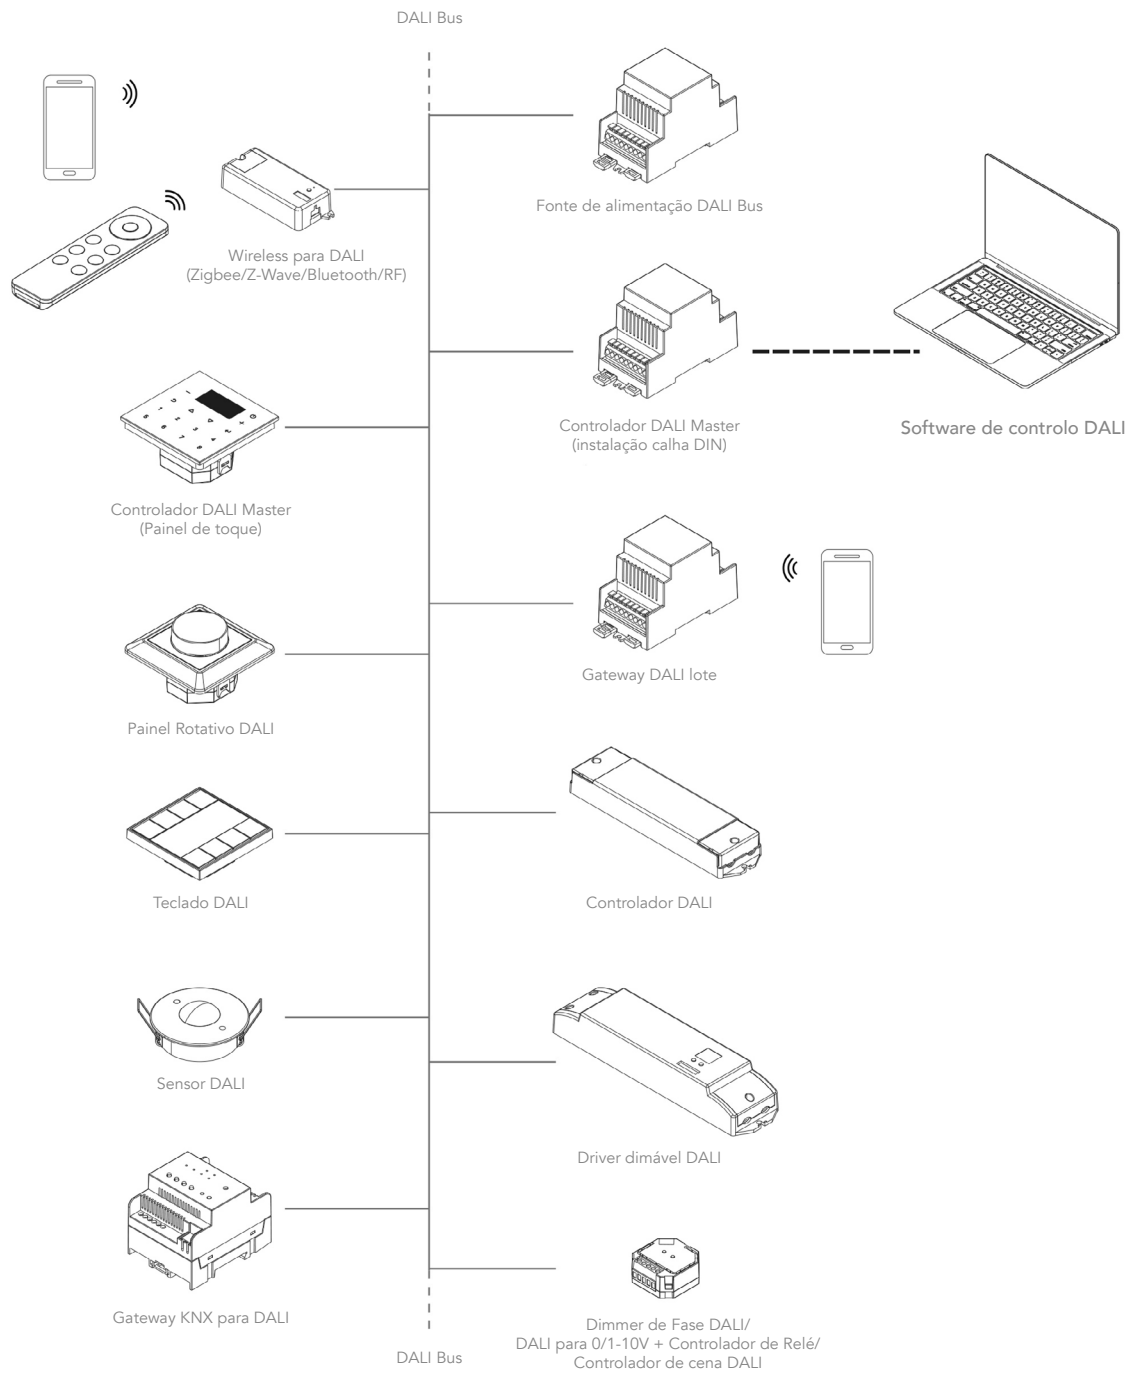 DALI Bus
Fonte de alimentação DALI Bus
Wireless para DALI
(Zigbee/Z-Wave/Bluetooth/RF)
Controlador DALI Master
(instalação calha DIN)
Software de controlo DALI
Controlador DALI Master
(Painel de toque)
Gateway DALI lote
Painel Rotativo DALI
Teclado DALI
Controlador DALI
Sensor DALI
Driver dimável DALI
Gateway KNX para DALI
Dimmer de Fase DALI/
DALI para 0/1-10V + Controlador de Relé/
Controlador de cena DALI
DALI Bus